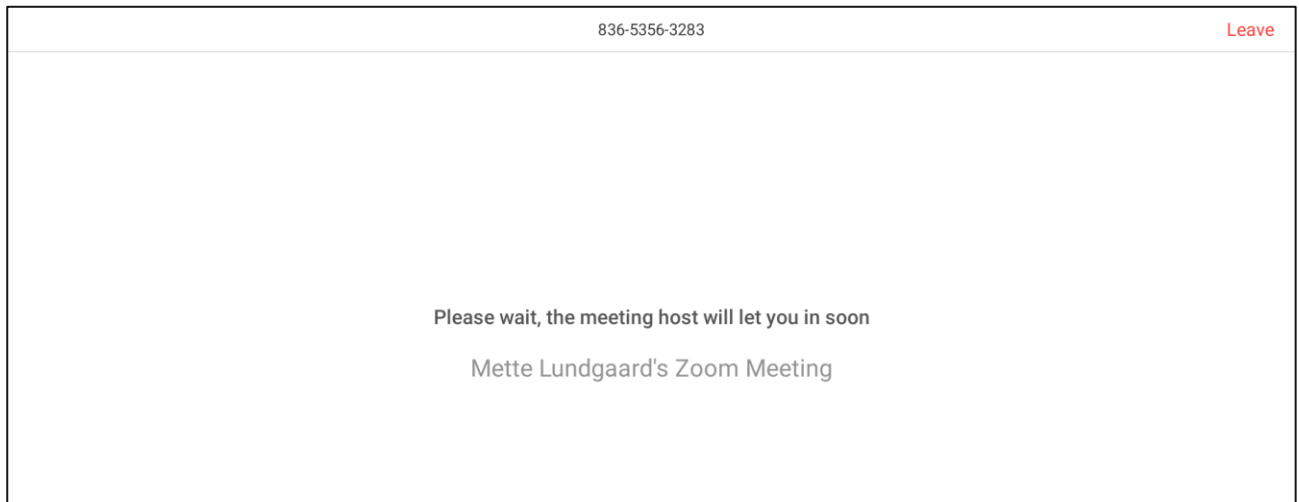 836-5356-3283
Leave
Please wait, the meeting host will let you in soon
Mette Lundgaard's Zoom Meeting